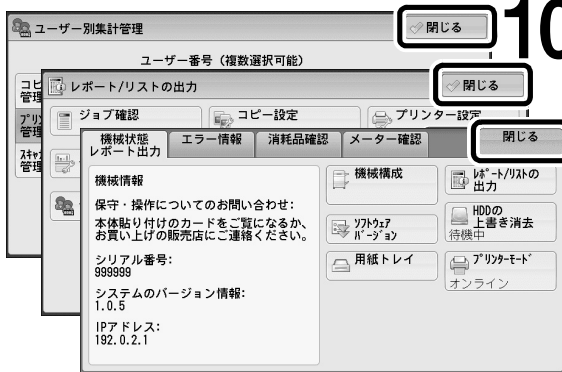 10
ユーザー別集計管理
閉じる
ユーザー番号（複数選択可能）
コピ
管理
プリン
管理
スキャ
管理
レポート/リストの出力
閉じる
ジョブ確認
コピー設定
プリンター設定
機械状態
レポート出力
エラー情報
消耗品確認
メーター確認
閉じる
機械情報
保守・操作についてのお問い合わせ:
本体貼り付けのカードをご覧になるか、
お買い上げの販売店にご連絡ください。
シリアル番号:
999999
システムのバージョン情報:
1.0.5
IPアドレス:
192.0.2.1
機械構成
ｿﾌﾄｳｪｱ
ﾊﾞｰｼﾞｮﾝ
用紙トレイ
ﾚﾎﾟｰﾄ/ﾘｽﾄの
出力
HDDの
上書き消去
待機中
ﾌﾟﾘﾝﾀｰﾓｰﾄﾞ
オンライン